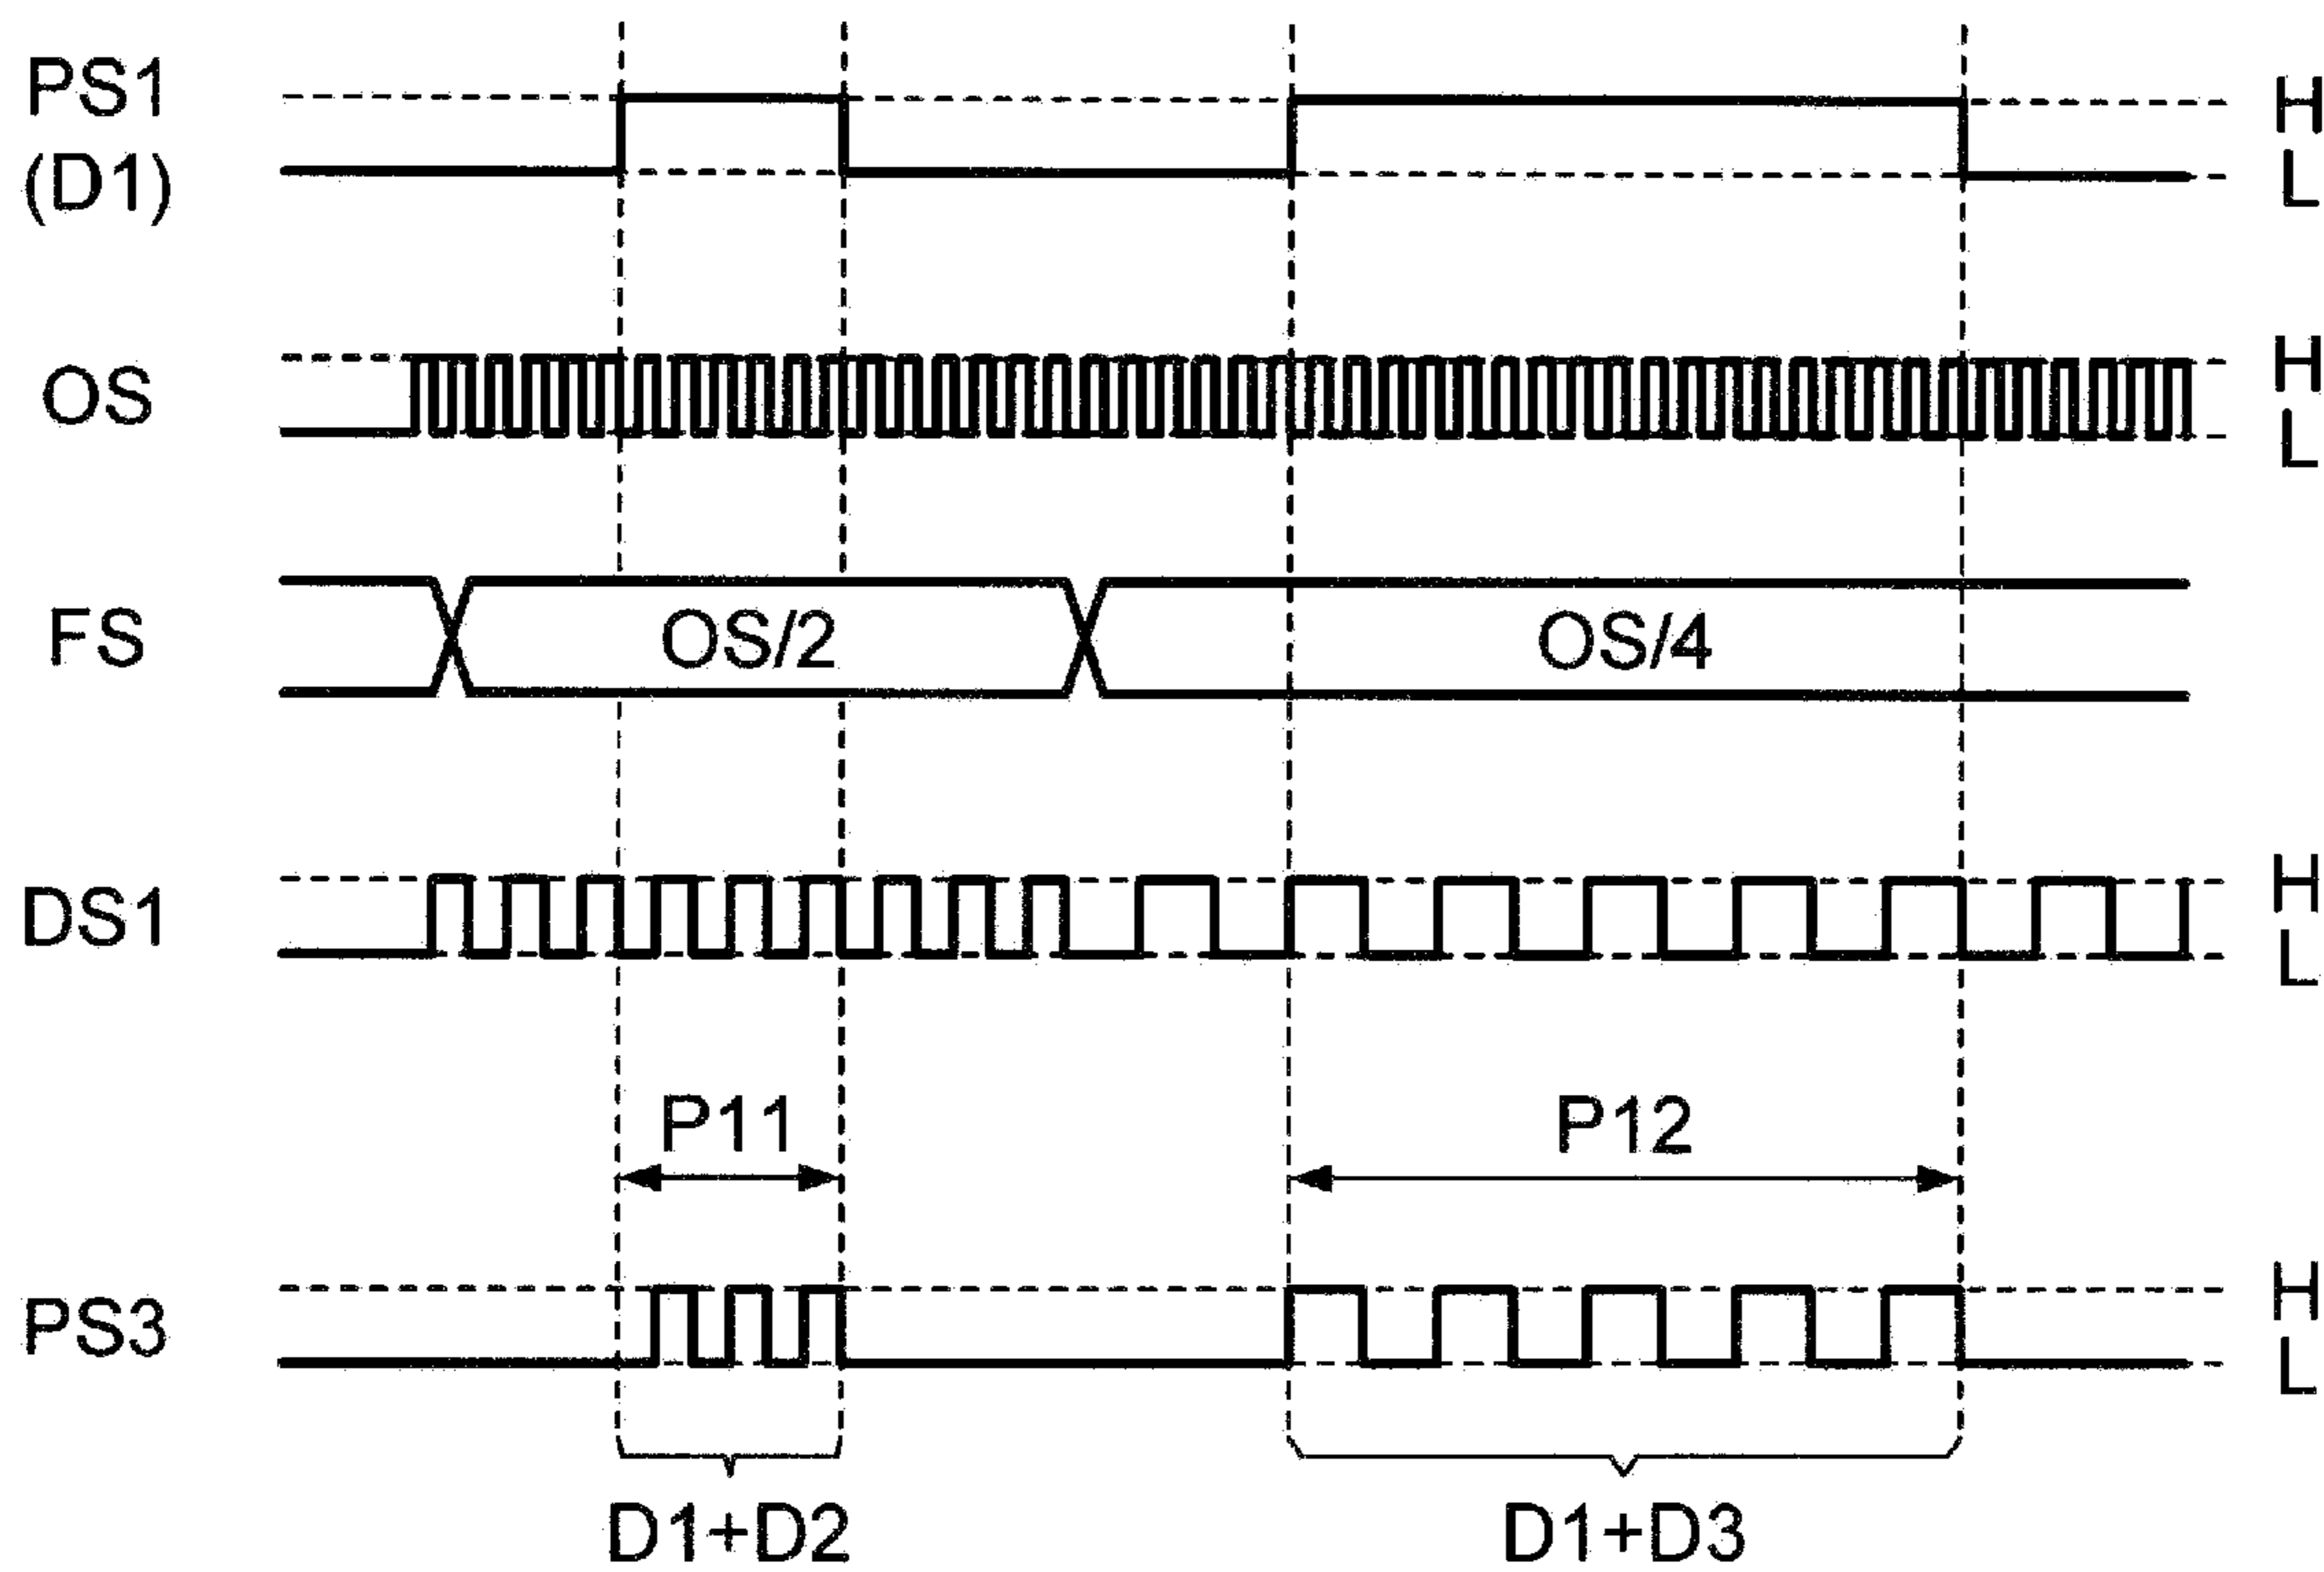 PS1
(D1)
H
L
OS
H
L
FS
OS/2
OS/4
DS1
H
L
P11
P12
PS3
H
L
D1+D2
D1+D3